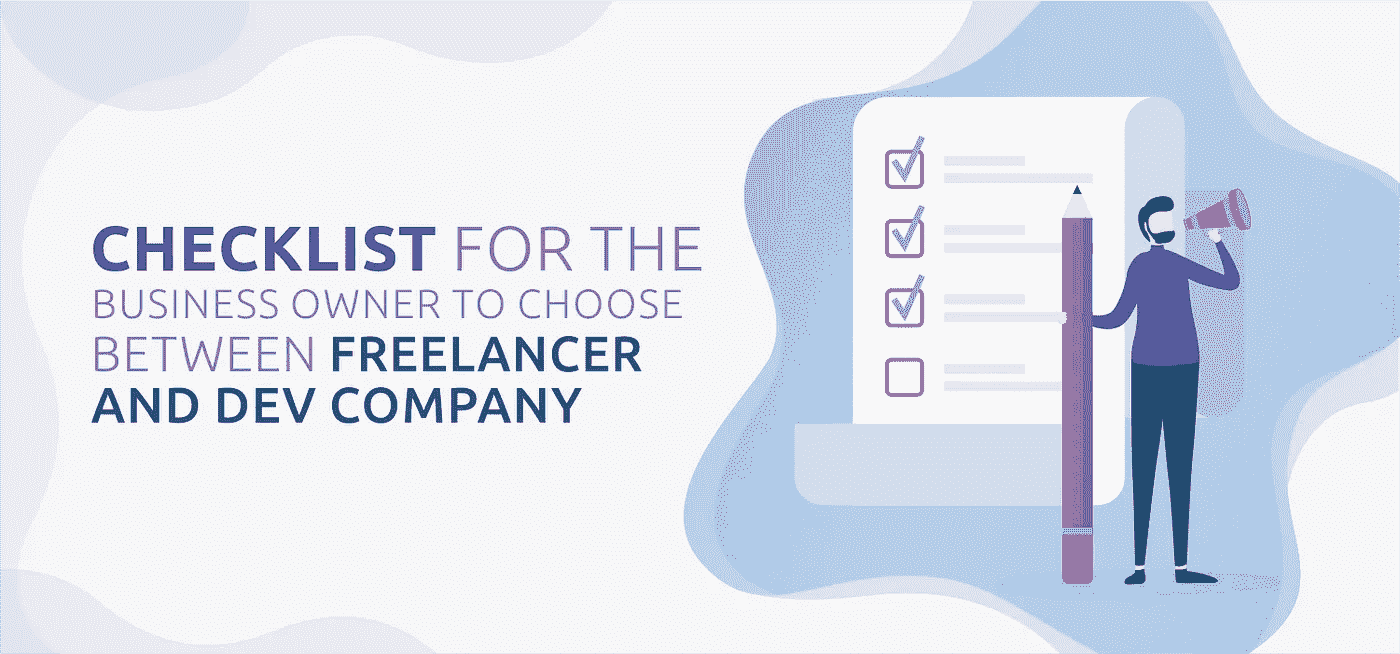 CHECKLIST FOR THE
BUSINESS OWNER TO CHOOSE
BETWEEN FREELANCER
AND DEV COMPANY